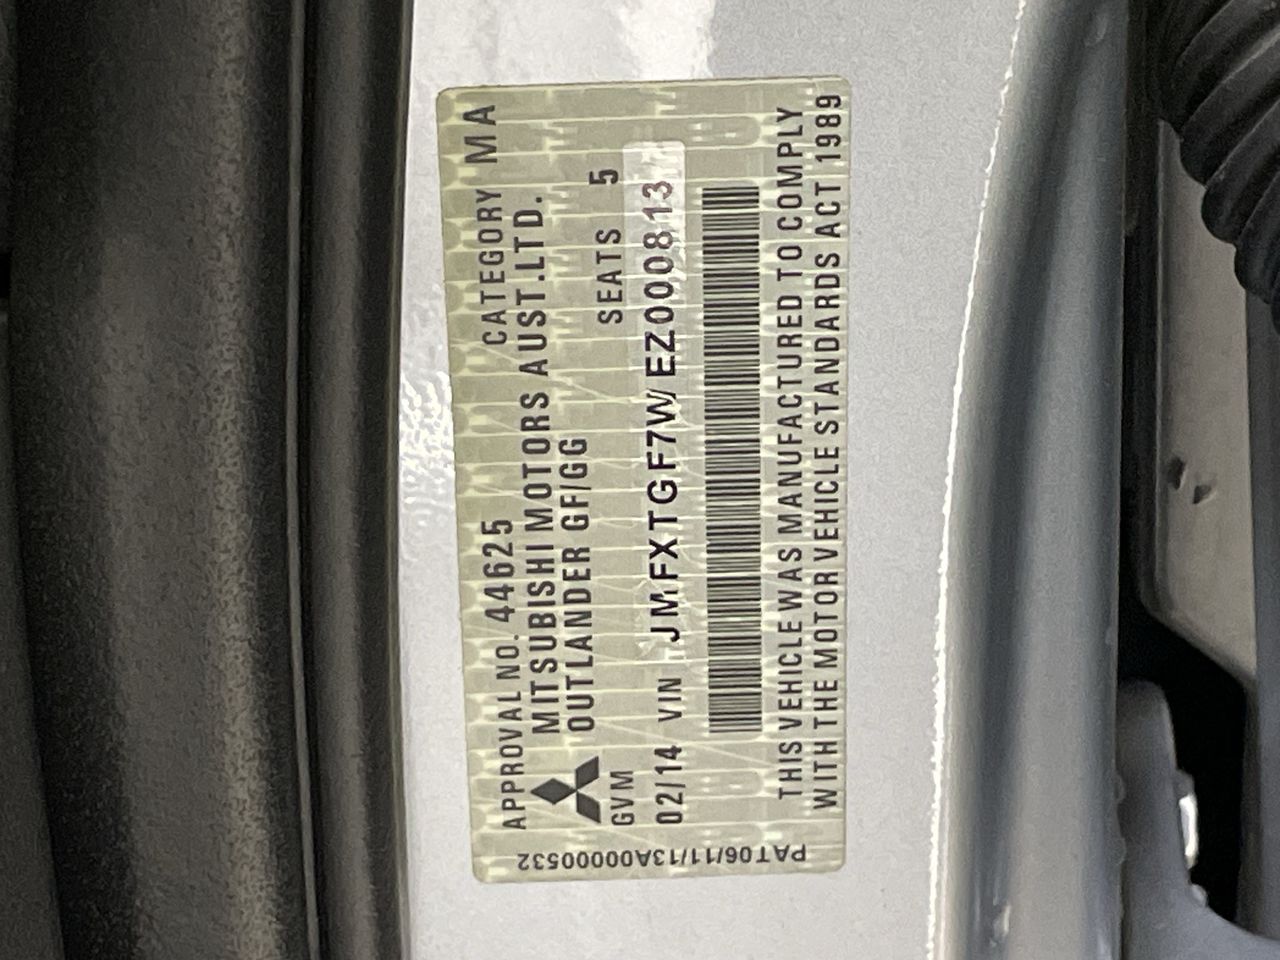 APPROVAL NO. 44625 CATEGORY MA
MITSUBISHI MOTORS AUST.LTD.
OUTLANDER GF/GG
GVM SEATS 5
02/14 VIN JMFXTGF7WEZ000813
THIS VEHICLE WAS MANUFACTURED TO COMPLY
WITH THE MOTOR VEHICLE STANDARDS ACT 1989
PAT06/11/13A00000532